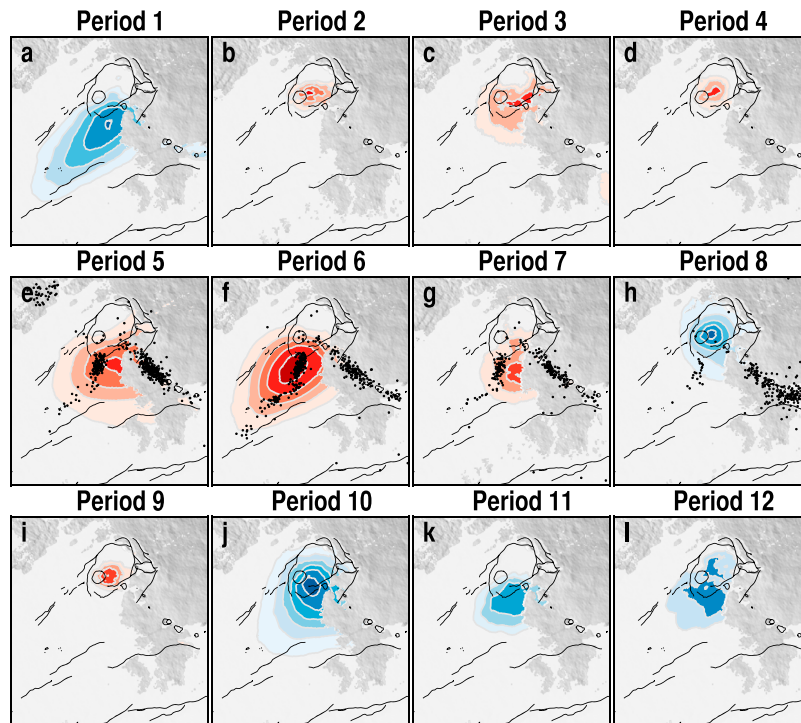 Period 1 Period 2 Period 3 Period 4
a b c d
Period 5 Period 6 Period 7 Period 8
e f g h
Period 9 Period 10 Period 11 Period 12
i j k l